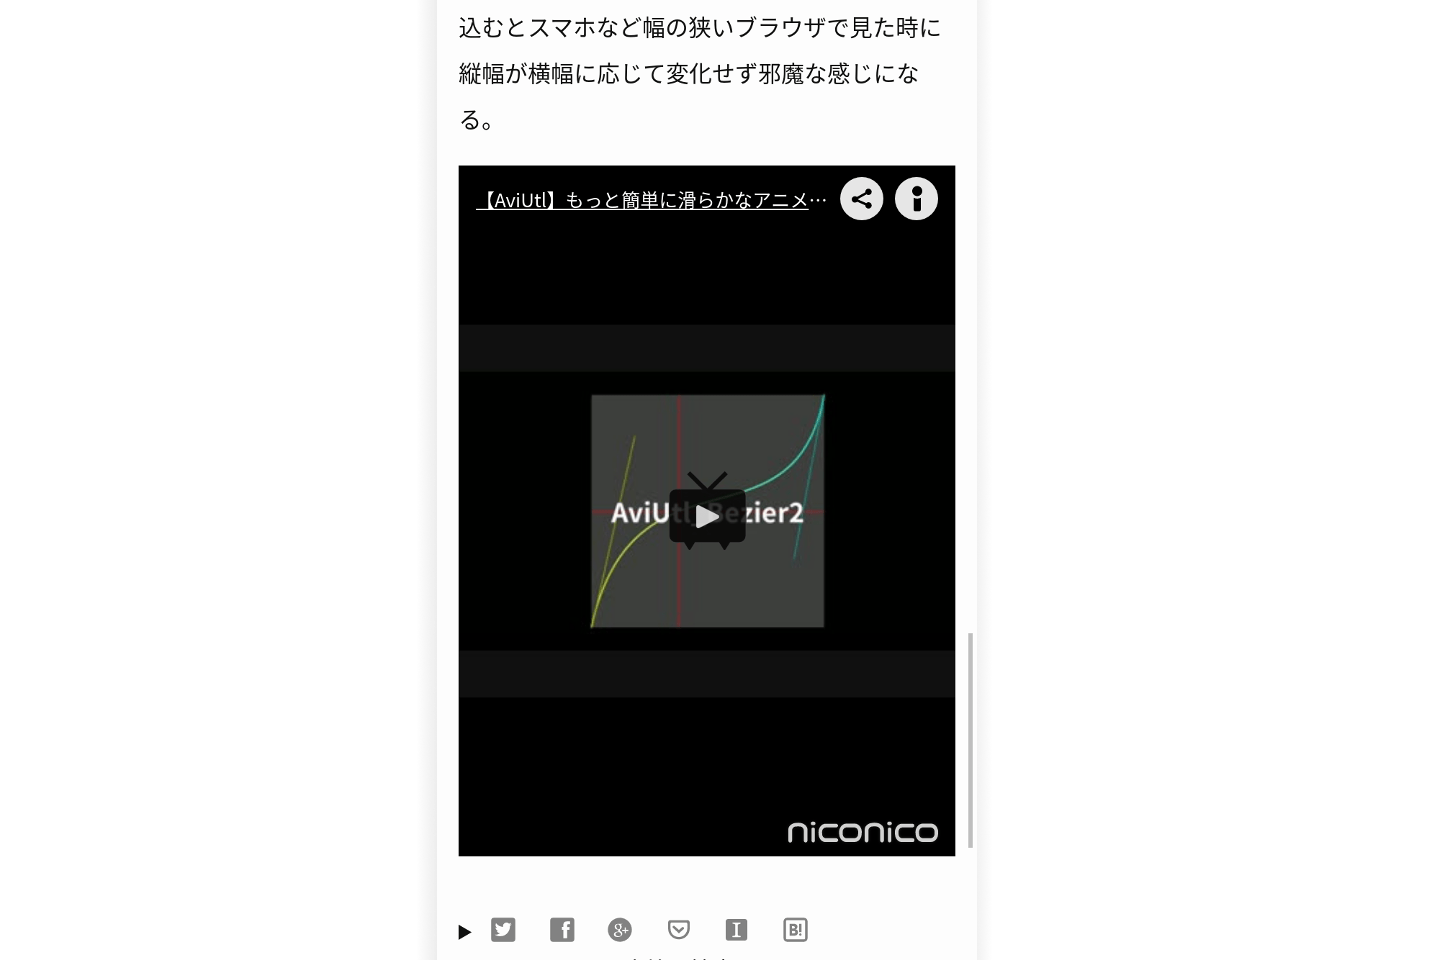 込むとスマホなど幅の狭いブラウザで見た時に
縦幅が横幅に応じて変化せず邪魔な感じにな
る。
【AviUtl】もっと簡単に滑らかなアニメ…
AviUtl_Bezier2
niconico